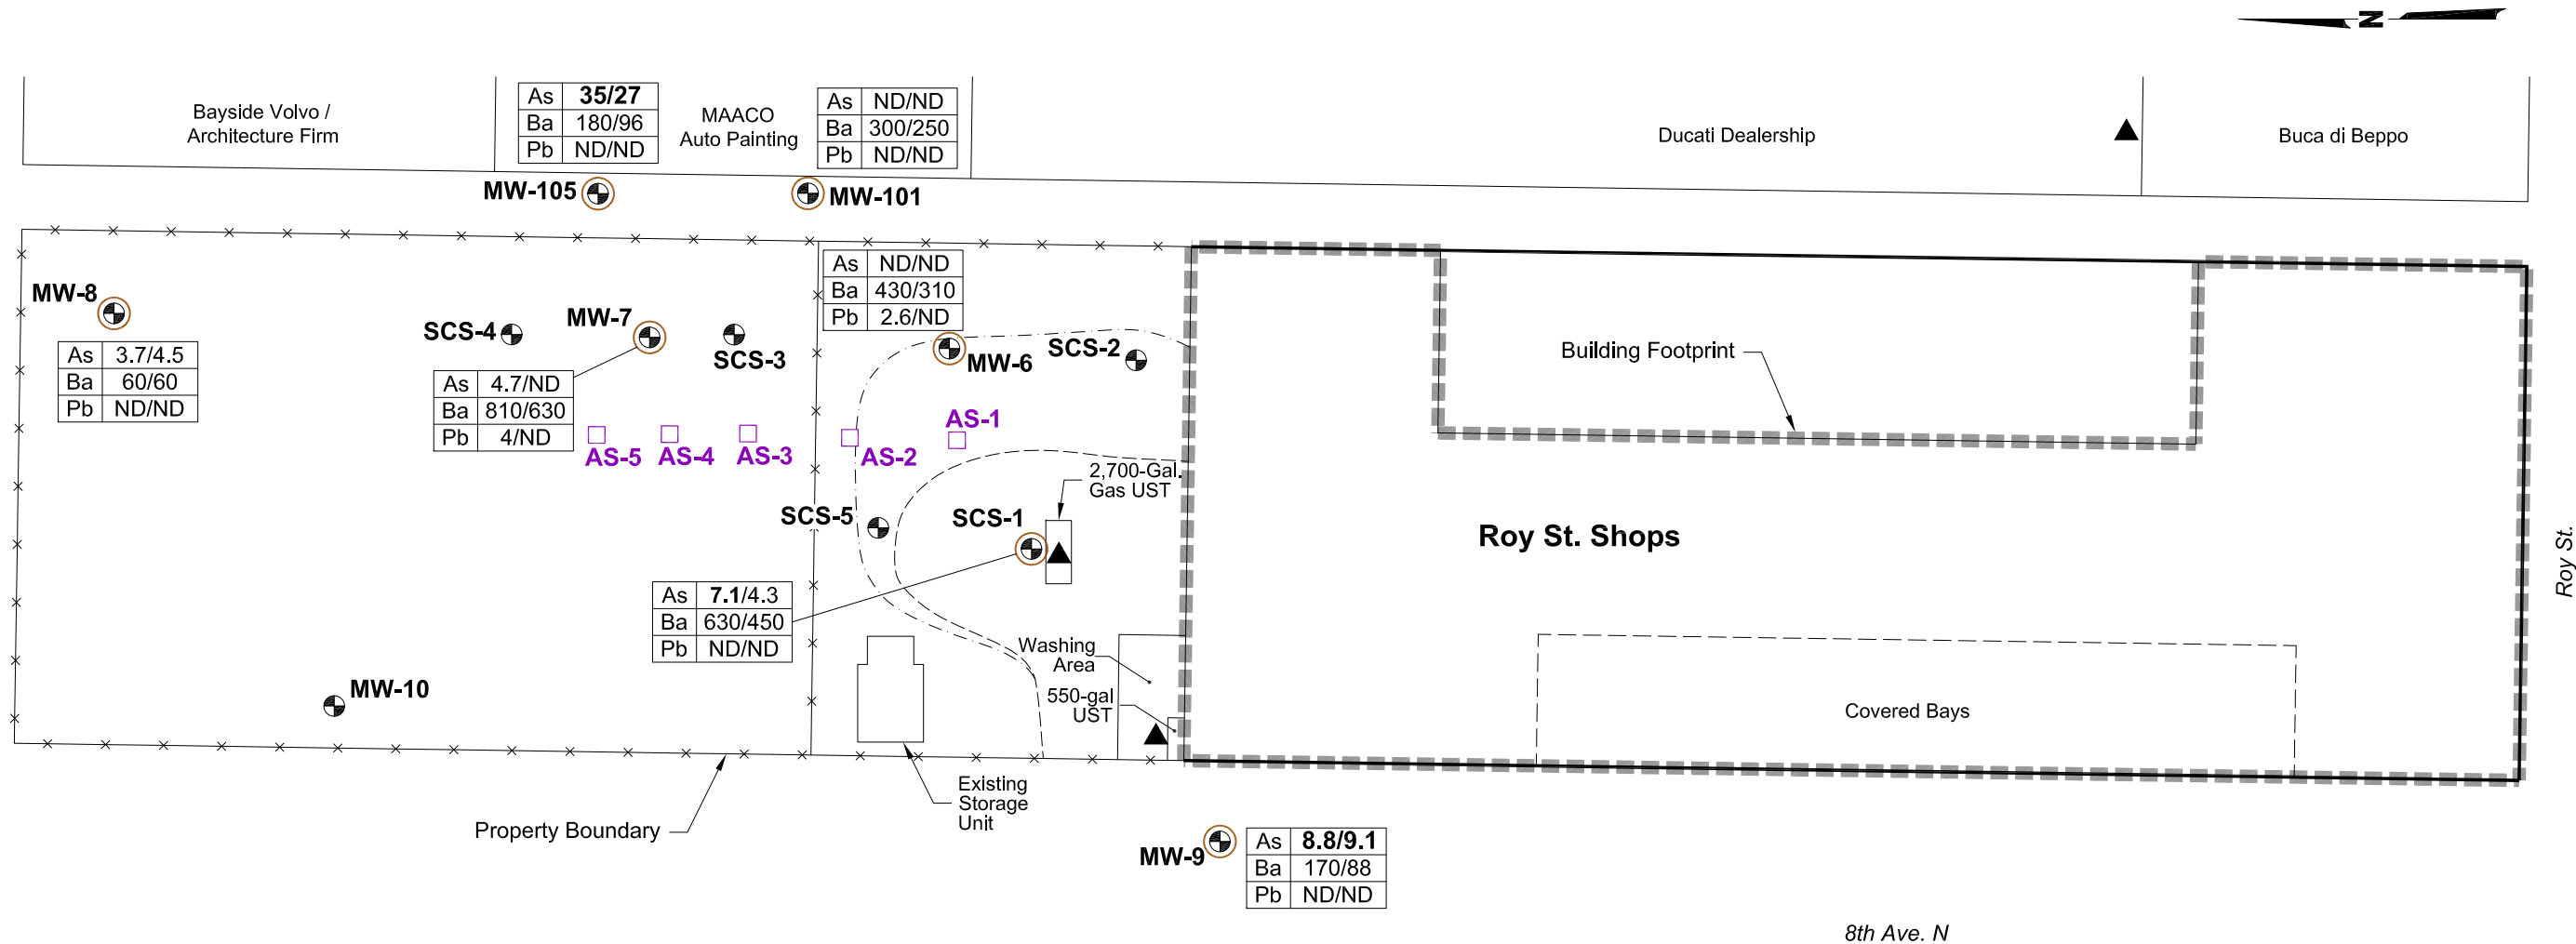 N
Bayside Volvo /
Architecture Firm
As 35/27
Ba 180/96
Pb ND/ND
MAACO
Auto Painting
As ND/ND
Ba 300/250
Pb ND/ND
Ducati Dealership
Buca di Beppo
MW-105
MW-101
MW-8
As 3.7/4.5
Ba 60/60
Pb ND/ND
SCS-4
MW-7
SCS-3
As 4.7/ND
Ba 810/630
Pb 4/ND
As ND/ND
Ba 430/310
Pb 2.6/ND
MW-6
SCS-2
Building Footprint
AS-5
AS-4
AS-3
AS-2
AS-1
2,700-Gal.
Gas UST
SCS-5
SCS-1
Roy St. Shops
Roy St.
As 7.1/4.3
Ba 630/450
Pb ND/ND
Washing
Area
550-gal
UST
MW-10
Covered Bays
Existing
Storage
Unit
Property Boundary
MW-9
As 8.8/9.1
Ba 170/88
Pb ND/ND
8th Ave. N